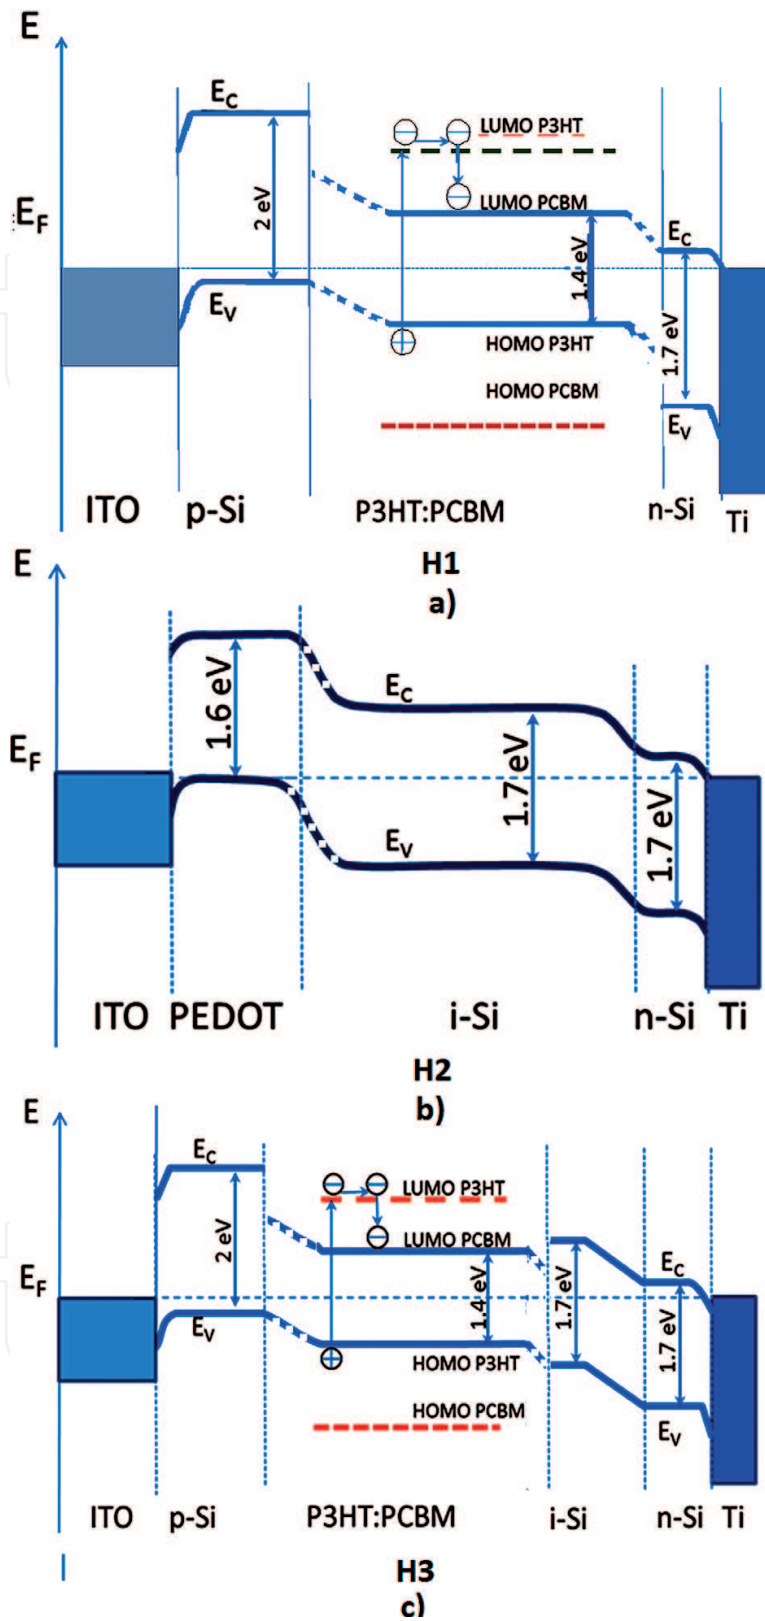 E
E_C
LUMO P3HT
2 eV
LUMO PCBM
E_F
E_C
1.4 eV
E_V
1.7 eV
HOMO P3HT
HOMO PCBM
E_V
ITO p-Si P3HT:PCBM n-Si Ti
H1
a)
E
1.6 eV
E_C
E_F
1.7 eV
1.7 eV
E_V
ITO PEDOT i-Si n-Si Ti
H2
b)
E
E_C
LUMO P3HT
2 eV
LUMO PCBM
E_F
E_C
1.4 eV
1.7 eV
1.7 eV
E_V
HOMO P3HT
HOMO PCBM
E_V
ITO p-Si P3HT:PCBM i-Si n-Si Ti
H3
c)